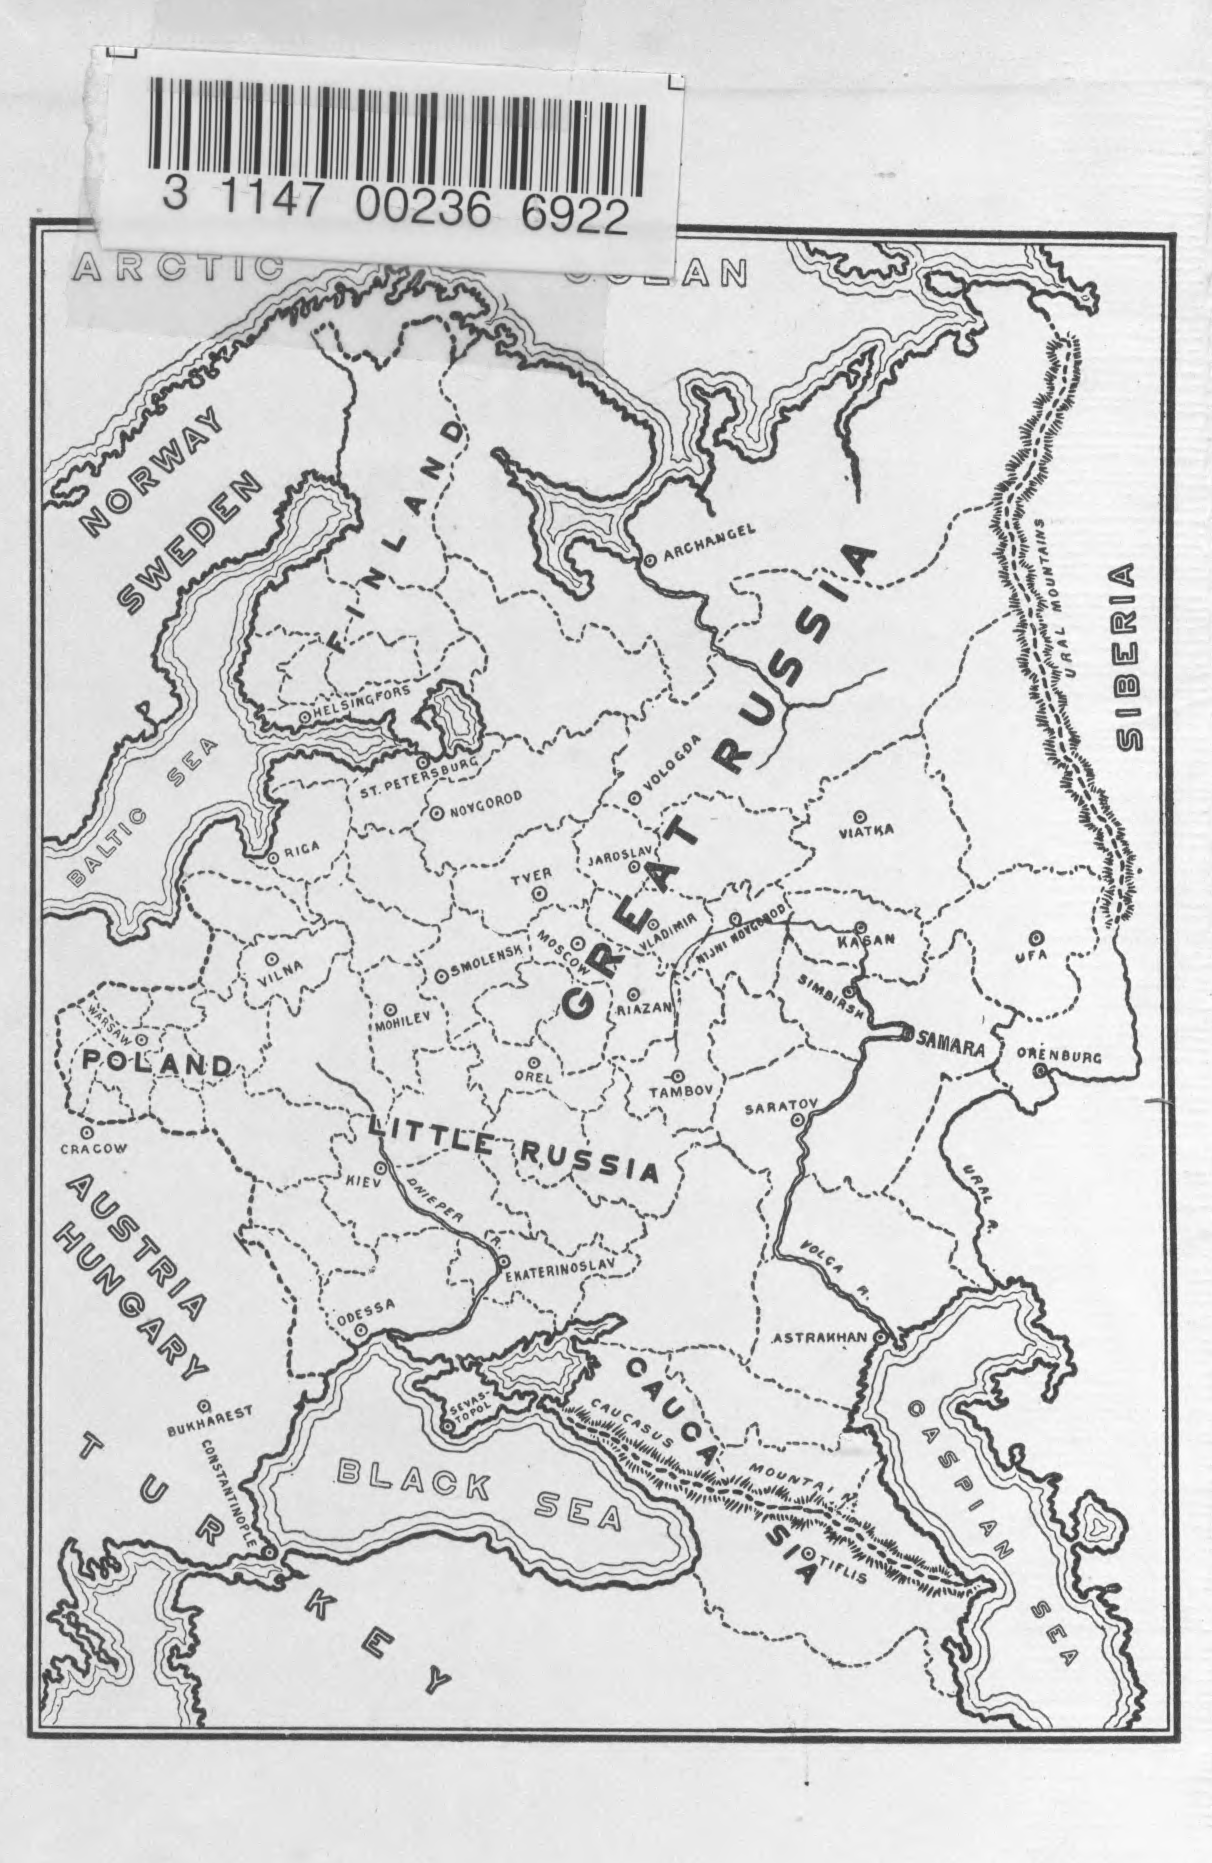 3 1147 00236 6922
ARCTIC OCEAN
NORWAY
SWEDEN
FINLAND
ARCHANGEL
GREAT RUSSIA
URAL MOUNTAINS
SIBERIA
HELSINGFORS
BALTIC SEA
ST. PETERSBURG
NOVGOROD
VOLOGDA
VIATKA
RIGA
JAROSLAV
TVER
VLADIMIR
NIJNI NOVGOROD
KASAN
UFA
MOSCOW
SMOLENSK
VILNA
SIMBIRSK
RIAZAN
MOHILEV
WARSAW
POLAND
SAMARA
ORENBURG
OREL
TAMBOV
SARATOV
LITTLE RUSSIA
CRACOW
KIEV
DNIEPER R.
URAL R.
AUSTRIA
HUNGARY
VOLGA R.
EKATERINOSLAV
ODESSA
ASTRAKHAN
CAUCASIA
SEVAS-
TOPOL
CAUCASUS MOUNTAIN
BUKHAREST
CONSTANTINOPLE
BLACK SEA
CASPIAN SEA
TIFLIS
TURKEY